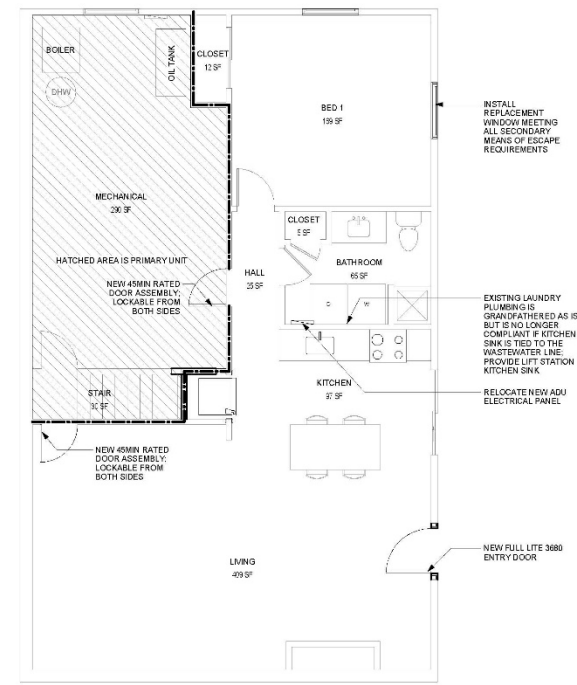 BOILER
DHW
OIL TANK
CLOSET
12 SF
BED 1
INSTALL
REPLACEMENT
WINDOW MEETING
ALL SECONDARY
MEANS OF ESCAPE
REQUIREMENTS
MECHANICAL
290 SF
HATCHED AREA IS PRIMARY UNIT
NEW 45MIN RATED
DOOR ASSEMBLY;
LOCKABLE FROM
BOTH SIDES
CLOSET
5 SF
BATHROOM
65 SF
HALL
25 SF
D
W
EXISTING LAUNDRY
PLUMBING IS
GRANDFATHERED AS IS
BUT IS NO LONGER
COMPLIANT IF KITCHEN
SINK IS TIED TO THE
WASTEWATER LINE;
PROVIDE LIFT STATION
KITCHEN SINK
KITCHEN
97 SF
RELOCATE NEW ADU
ELECTRICAL PANEL
STAIR
30 SF
NEW 45MIN RATED
DOOR ASSEMBLY;
LOCKABLE FROM
BOTH SIDES
NEW FULL LITE 3680
ENTRY DOOR
LIVING
409 SF